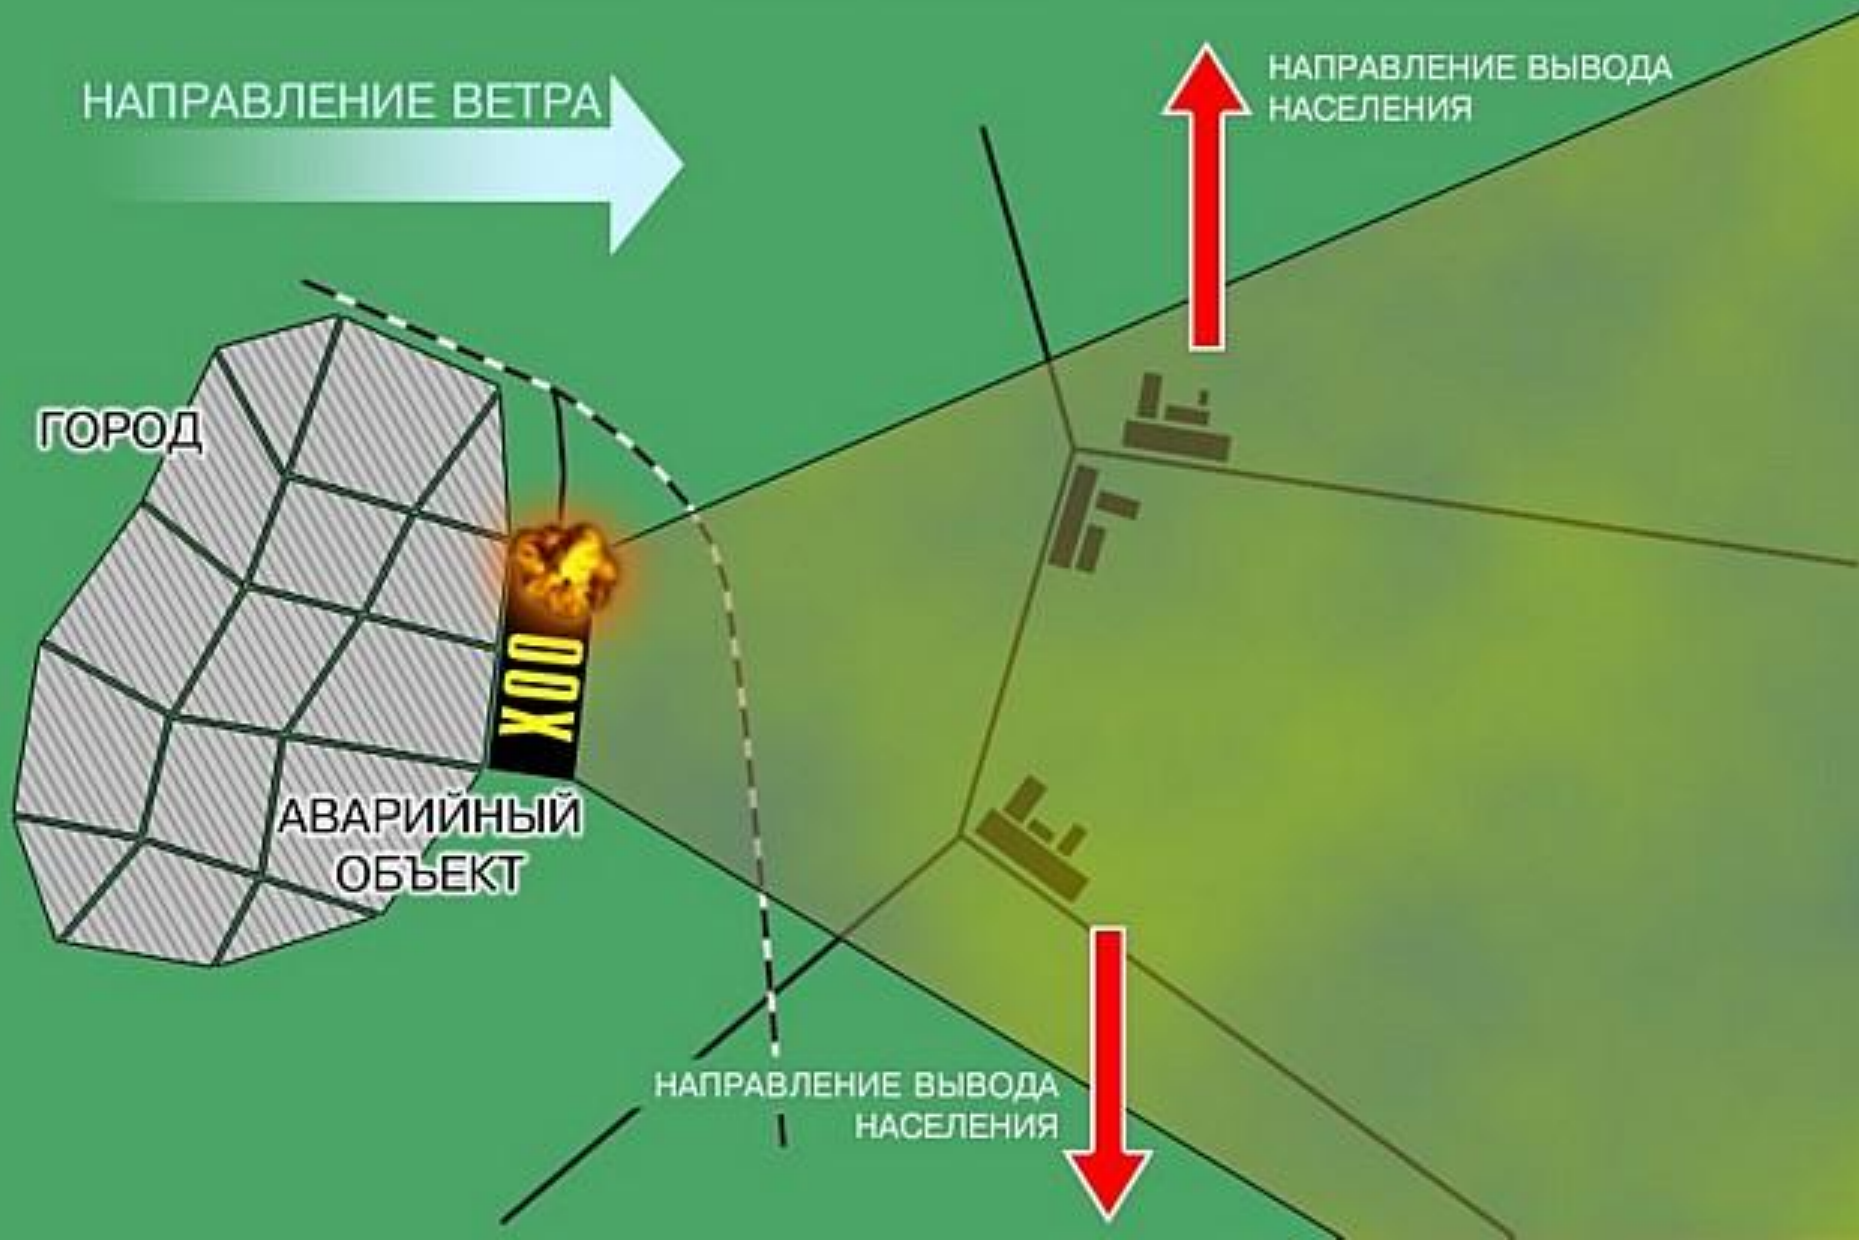 НАПРАВЛЕНИЕ ВЕТРА
НАПРАВЛЕНИЕ ВЫВОДА
НАСЕЛЕНИЯ
ГОРОД
ХОО
АВАРИЙНЫЙ
ОБЪЕКТ
НАПРАВЛЕНИЕ ВЫВОДА
НАСЕЛЕНИЯ